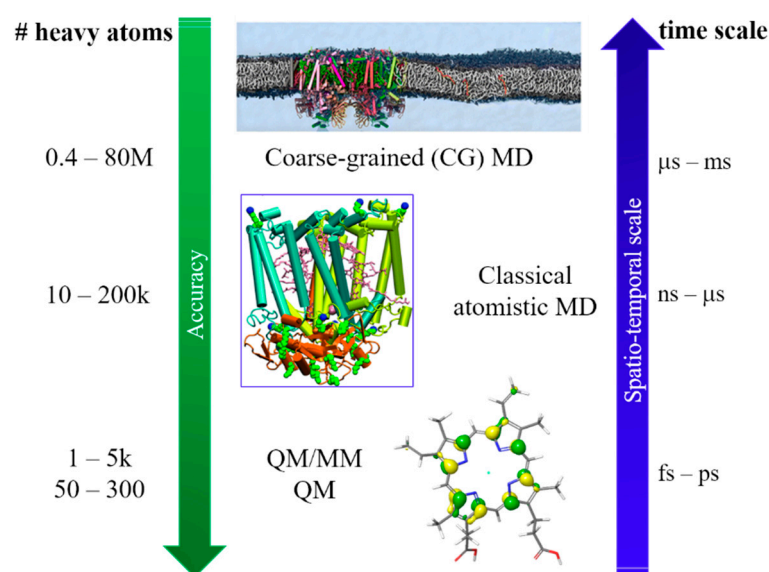 # heavy atoms
time scale
0.4 – 80M
Coarse-grained (CG) MD
μs – ms
Accuracy
Spatio-temporal scale
10 – 200k
Classical
atomistic MD
ns – μs
1 – 5k
QM/MM
50 – 300
QM
fs – ps